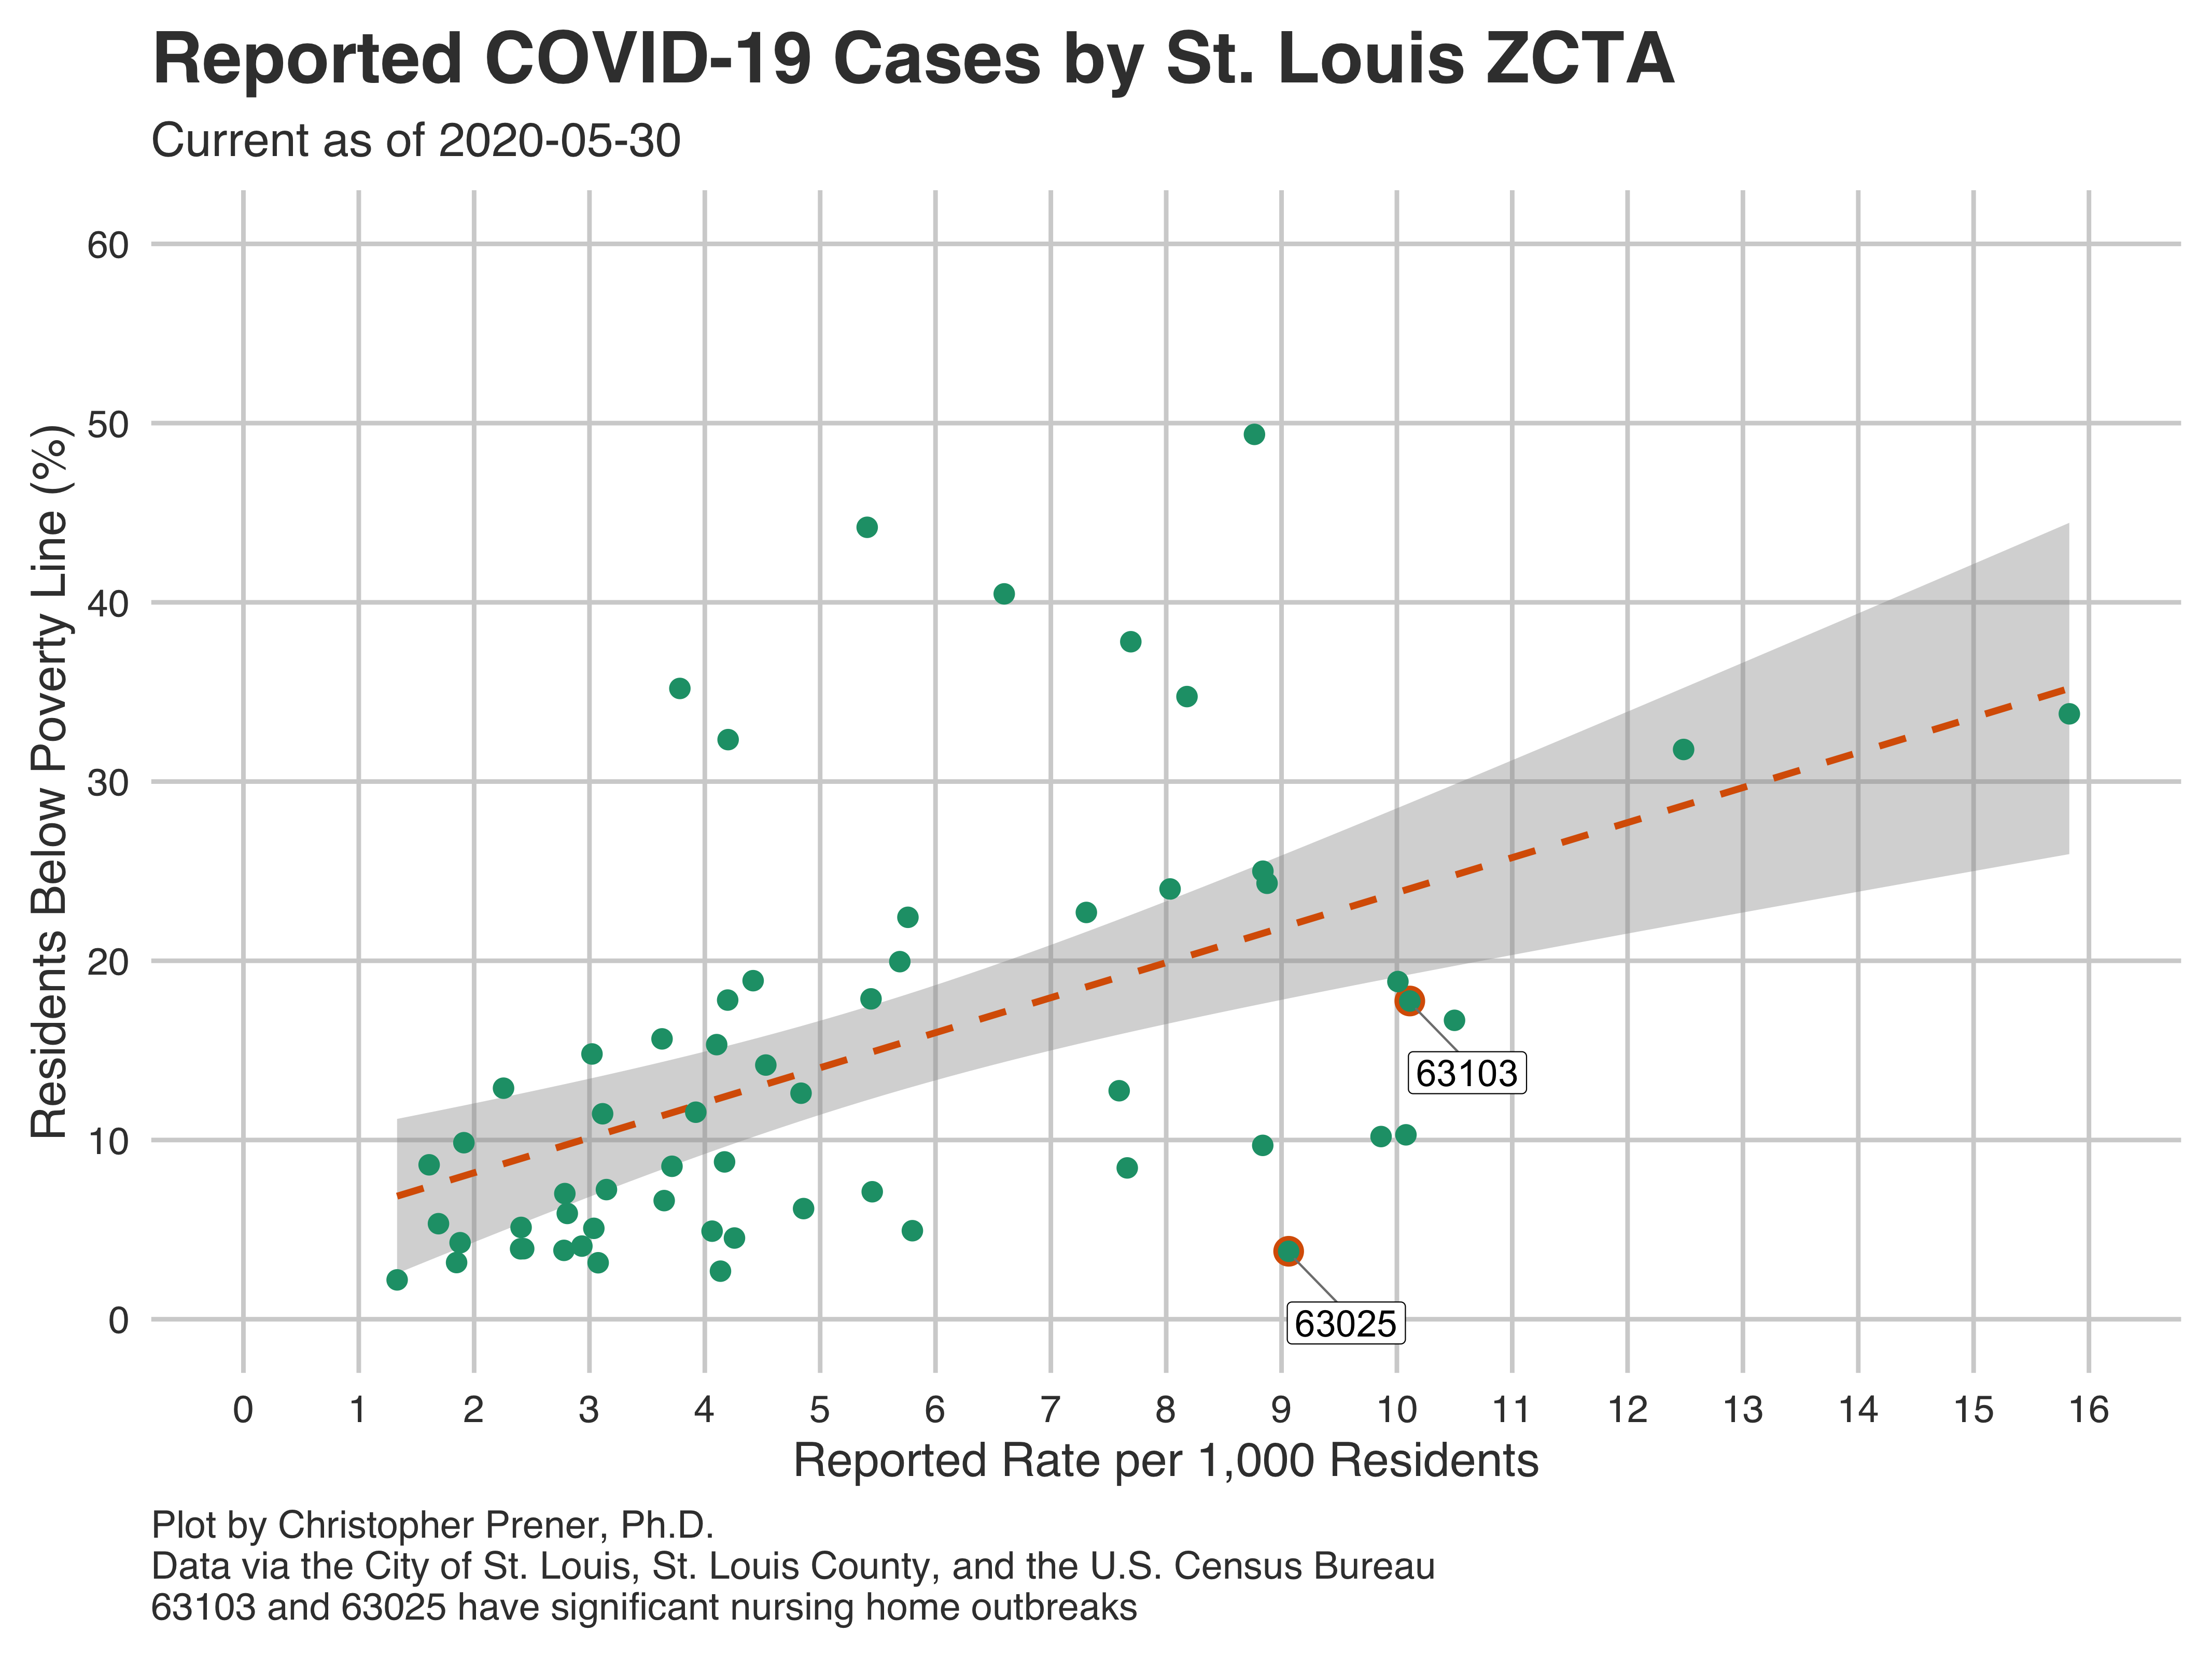 Reported COVID-19 Cases by St. Louis ZCTA
Current as of 2020-05-30
Residents Below Poverty Line (%)
60
50
40
30
20
10
0
63103
63025
0 1 2 3 4 5 6 7 8 9 10 11 12 13 14 15 16
Reported Rate per 1,000 Residents
Plot by Christopher Prener, Ph.D.
Data via the City of St. Louis, St. Louis County, and the U.S. Census Bureau
63103 and 63025 have significant nursing home outbreaks